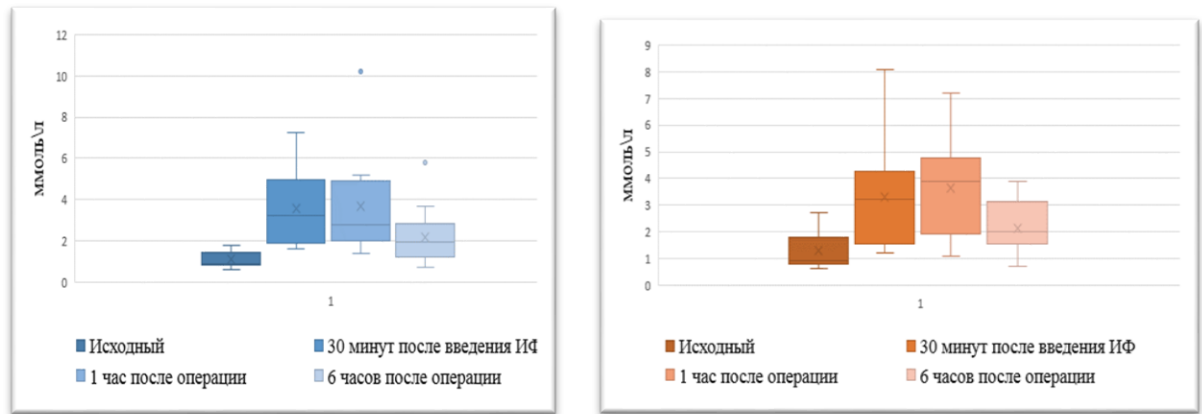 ммоль\л
12
10
8
6
4
2
0
1
Исходный
30 минут после введения ИФ
1 час после операции
6 часов после операции
ммоль\л
9
8
7
6
5
4
3
2
1
0
1
Исходный
30 минут после введения ИФ
1 час после операции
6 часов после операции